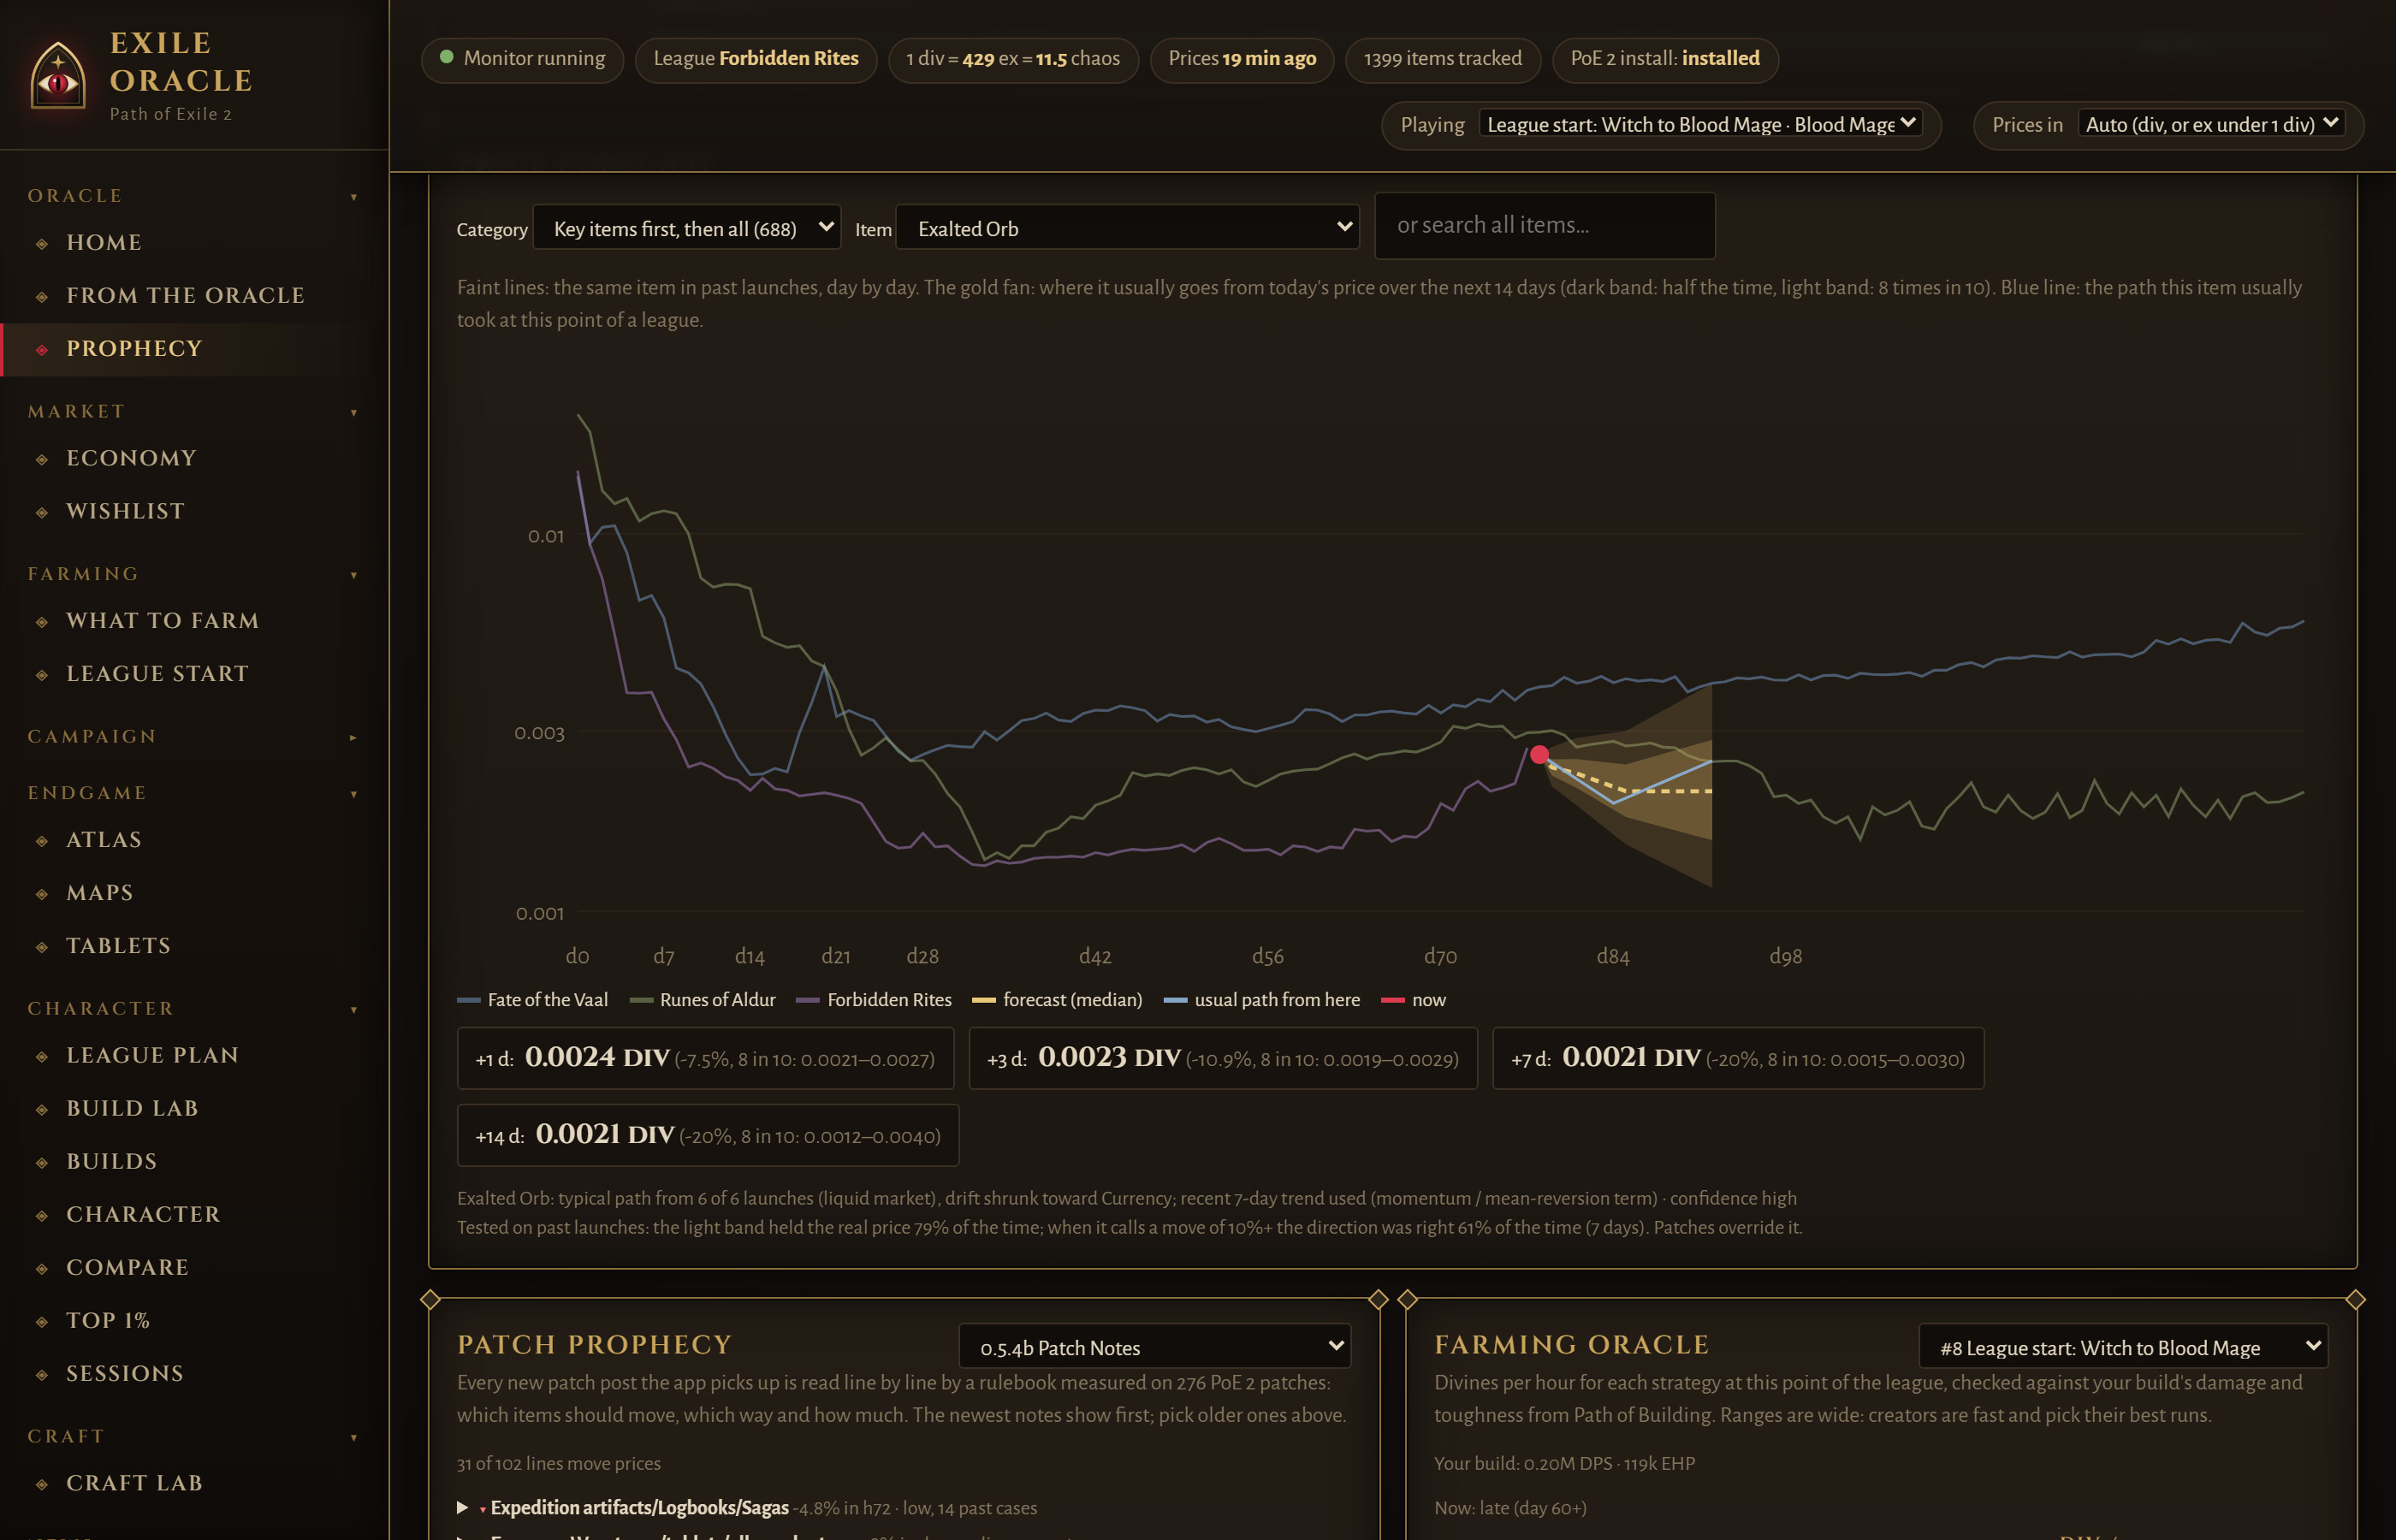 EXILE
ORACLE
Path of Exile 2
Monitor running
League Forbidden Rites
1 div = 429 ex = 11.5 chaos
Prices 19 min ago
1399 items tracked
PoE 2 install: installed
Playing League start: Witch to Blood Mage · Blood Mage
Prices in Auto (div, or ex under 1 div)
ORACLE
HOME
FROM THE ORACLE
PROPHECY
MARKET
ECONOMY
WISHLIST
FARMING
WHAT TO FARM
LEAGUE START
CAMPAIGN
ENDGAME
ATLAS
MAPS
TABLETS
CHARACTER
LEAGUE PLAN
BUILD LAB
BUILDS
CHARACTER
COMPARE
TOP 1%
SESSIONS
CRAFT
CRAFT LAB
Category Key items first, then all (688) Item Exalted Orb or search all items...
Faint lines: the same item in past launches, day by day. The gold fan: where it usually goes from today's price over the next 14 days (dark band: half the time, light band: 8 times in 10). Blue line: the path this item usually
took at this point of a league.
0.01
0.003
0.001
d0 d7 d14 d21 d28 d42 d56 d70 d84 d98
Fate of the Vaal Runes of Aldur Forbidden Rites forecast (median) usual path from here now
+1 d: 0.0024 DIV (-7.5%, 8 in 10: 0.0021–0.0027)
+3 d: 0.0023 DIV (-10.9%, 8 in 10: 0.0019–0.0029)
+7 d: 0.0021 DIV (-20%, 8 in 10: 0.0015–0.0030)
+14 d: 0.0021 DIV (-20%, 8 in 10: 0.0012–0.0040)
Exalted Orb: typical path from 6 of 6 launches (liquid market), drift shrunk toward Currency; recent 7-day trend used (momentum / mean-reversion term) · confidence high
Tested on past launches: the light band held the real price 79% of the time; when it calls a move of 10%+ the direction was right 61% of the time (7 days). Patches override it.
PATCH PROPHECY
0.5.4b Patch Notes
Every new patch post the app picks up is read line by line by a rulebook measured on 276 PoE 2 patches:
which items should move, which way and how much. The newest notes show first; pick older ones above.
31 of 102 lines move prices
Expedition artifacts/Logbooks/Sagas -4.8% in h72 · low, 14 past cases
FARMING ORACLE
#8 League start: Witch to Blood Mage
Divines per hour for each strategy at this point of the league, checked against your build's damage and
toughness from Path of Building. Ranges are wide: creators are fast and pick their best runs.
Your build: 0.20M DPS · 119k EHP
Now: late (day 60+)